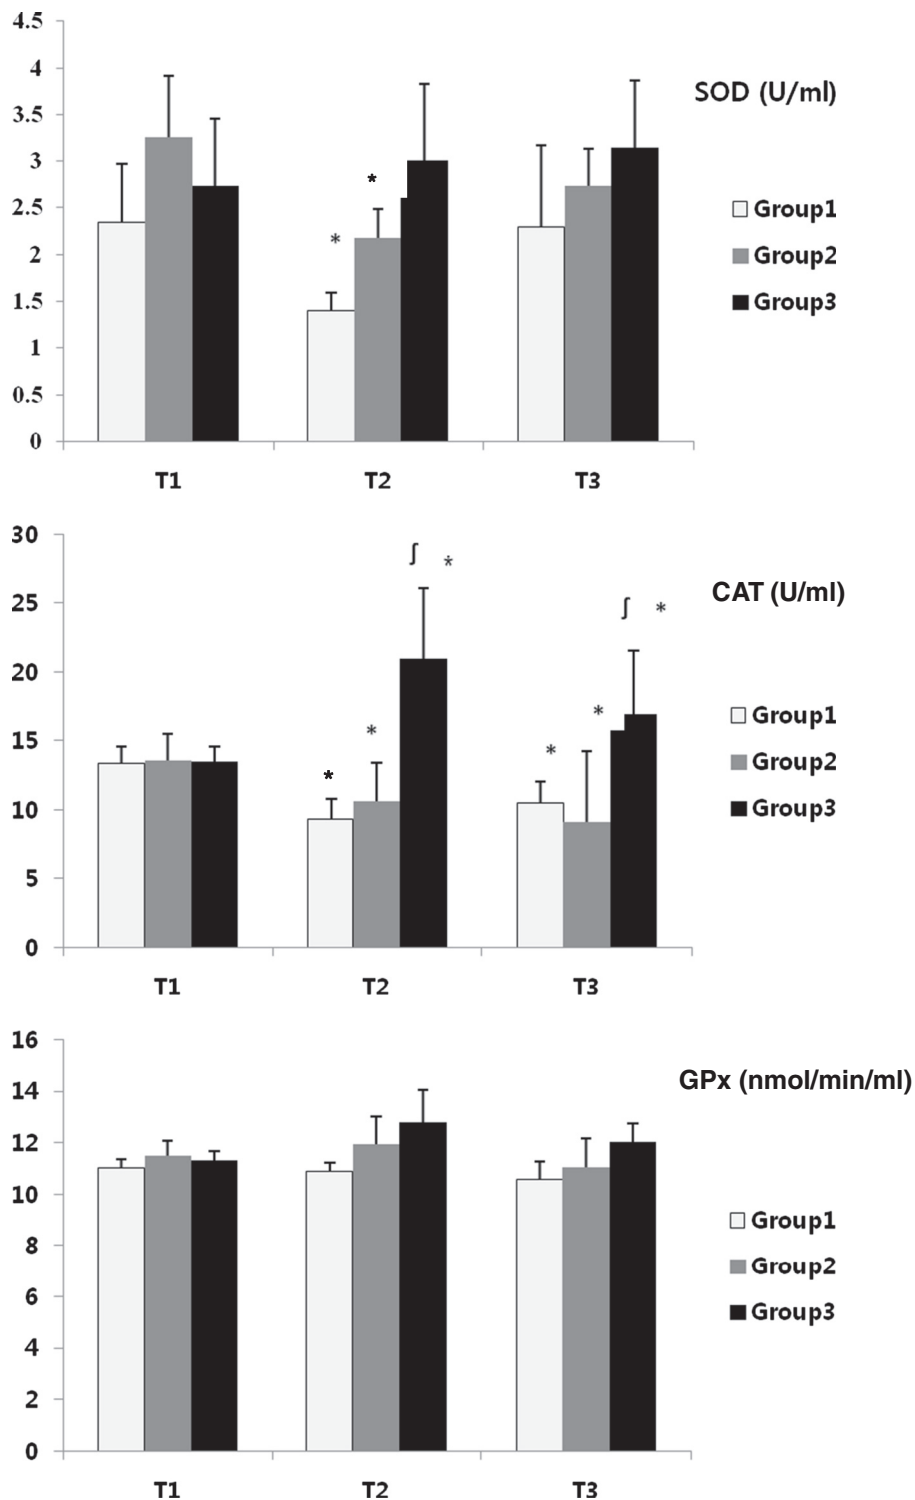 4.5
4
3.5
3
2.5
2
1.5
1
0.5
0
SOD (U/ml)
* *
Group1
Group2
Group3
T1 T2 T3
30
25
20
15
10
5
0
CAT (U/ml)
* * ∫ * * * ∫ *
Group1
Group2
Group3
T1 T2 T3
16
14
12
10
8
6
4
2
0
GPx (nmol/min/ml)
Group1
Group2
Group3
T1 T2 T3